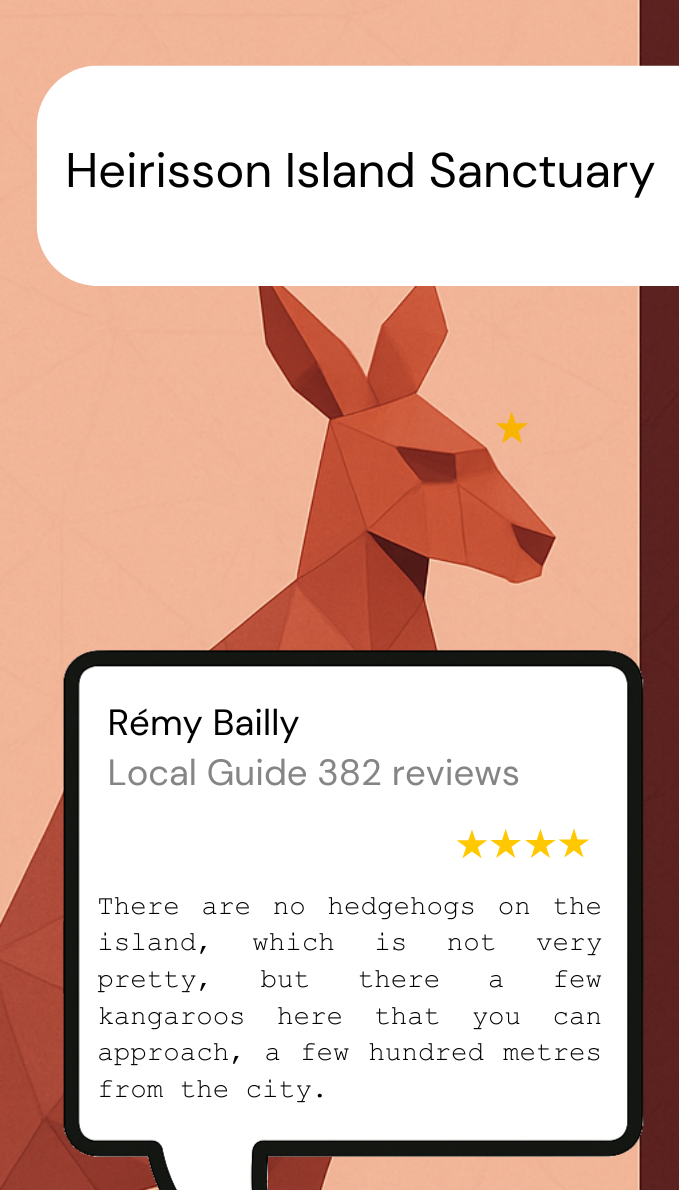 Heirisson Island Sanctuary
Rémy Bailly
Local Guide 382 reviews
There are no hedgehogs on the
island, which is not very
pretty, but there a few
kangaroos here that you can
approach, a few hundred metres
from the city.